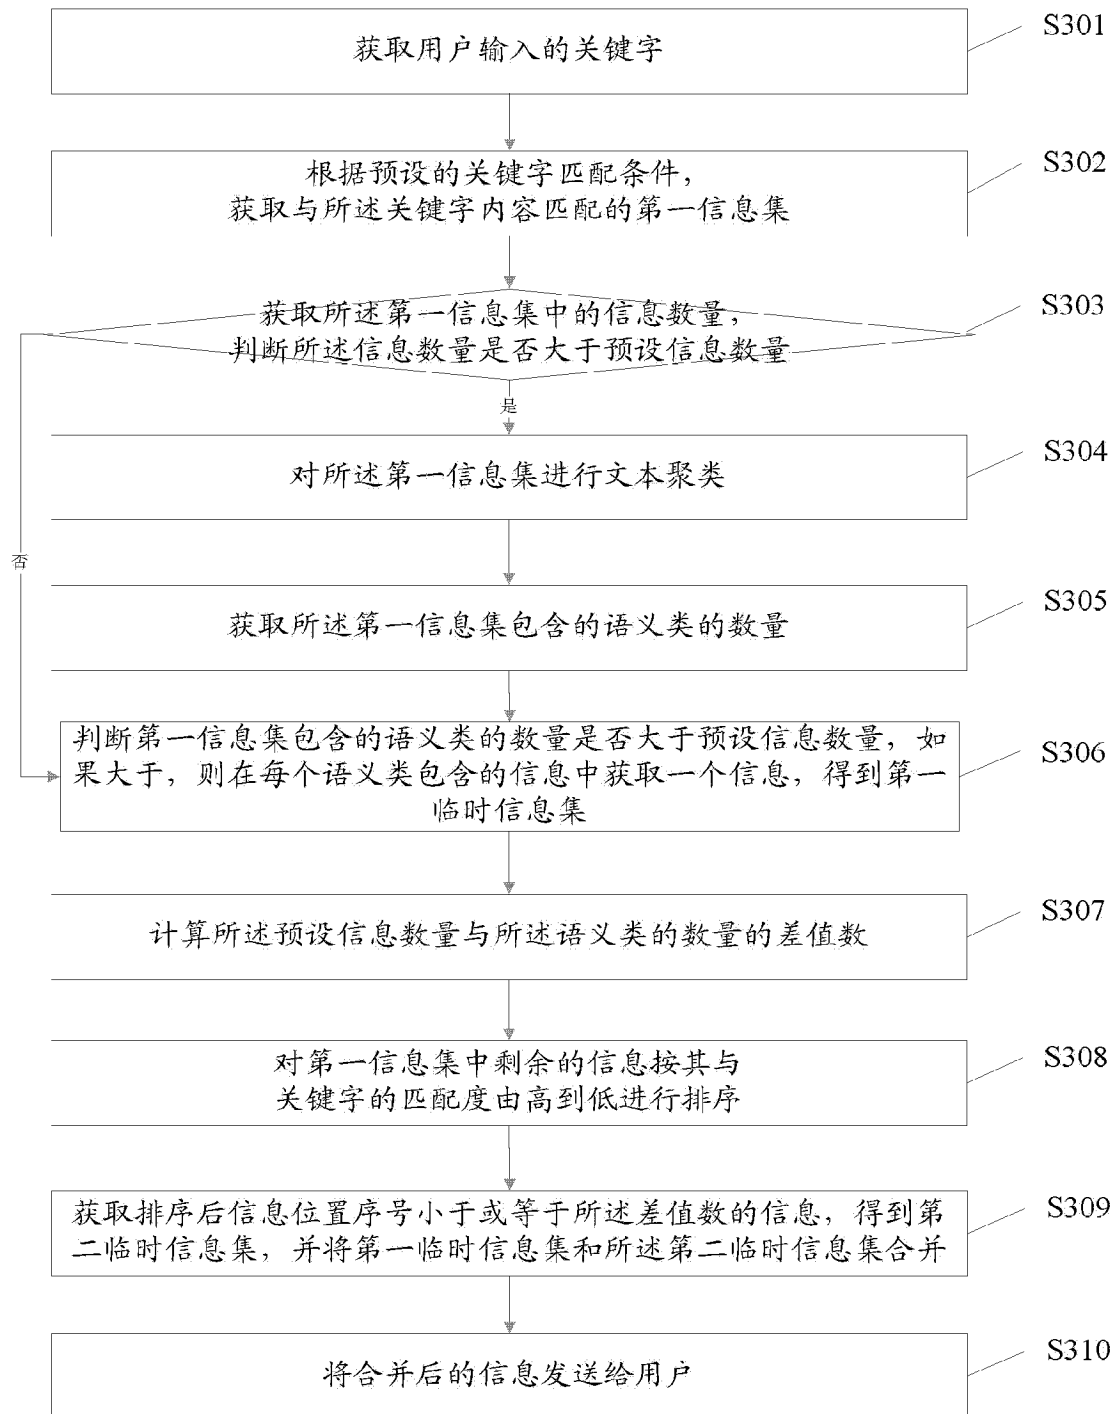 获取用户输入的关键字
S301
根据预设的关键字匹配条件，
获取与所述关键字内容匹配的第一信息集
S302
获取所述第一信息集中的信息数量，
判断所述信息数量是否大于预设信息数量
S303
是
对所述第一信息集进行文本聚类
S304
否
获取所述第一信息集包含的语义类的数量
S305
判断第一信息集包含的语义类的数量是否大于预设信息数量，如
果大于，则在每个语义类包含的信息中获取一个信息，得到第一
临时信息集
S306
计算所述预设信息数量与所述语义类的数量的差值数
S307
对第一信息集中剩余的信息按其与
关键字的匹配度由高到低进行排序
S308
获取排序后信息位置序号小于或等于所述差值数的信息，得到第
二临时信息集，并将第一临时信息集和所述第二临时信息集合并
S309
将合并后的信息发送给用户
S310